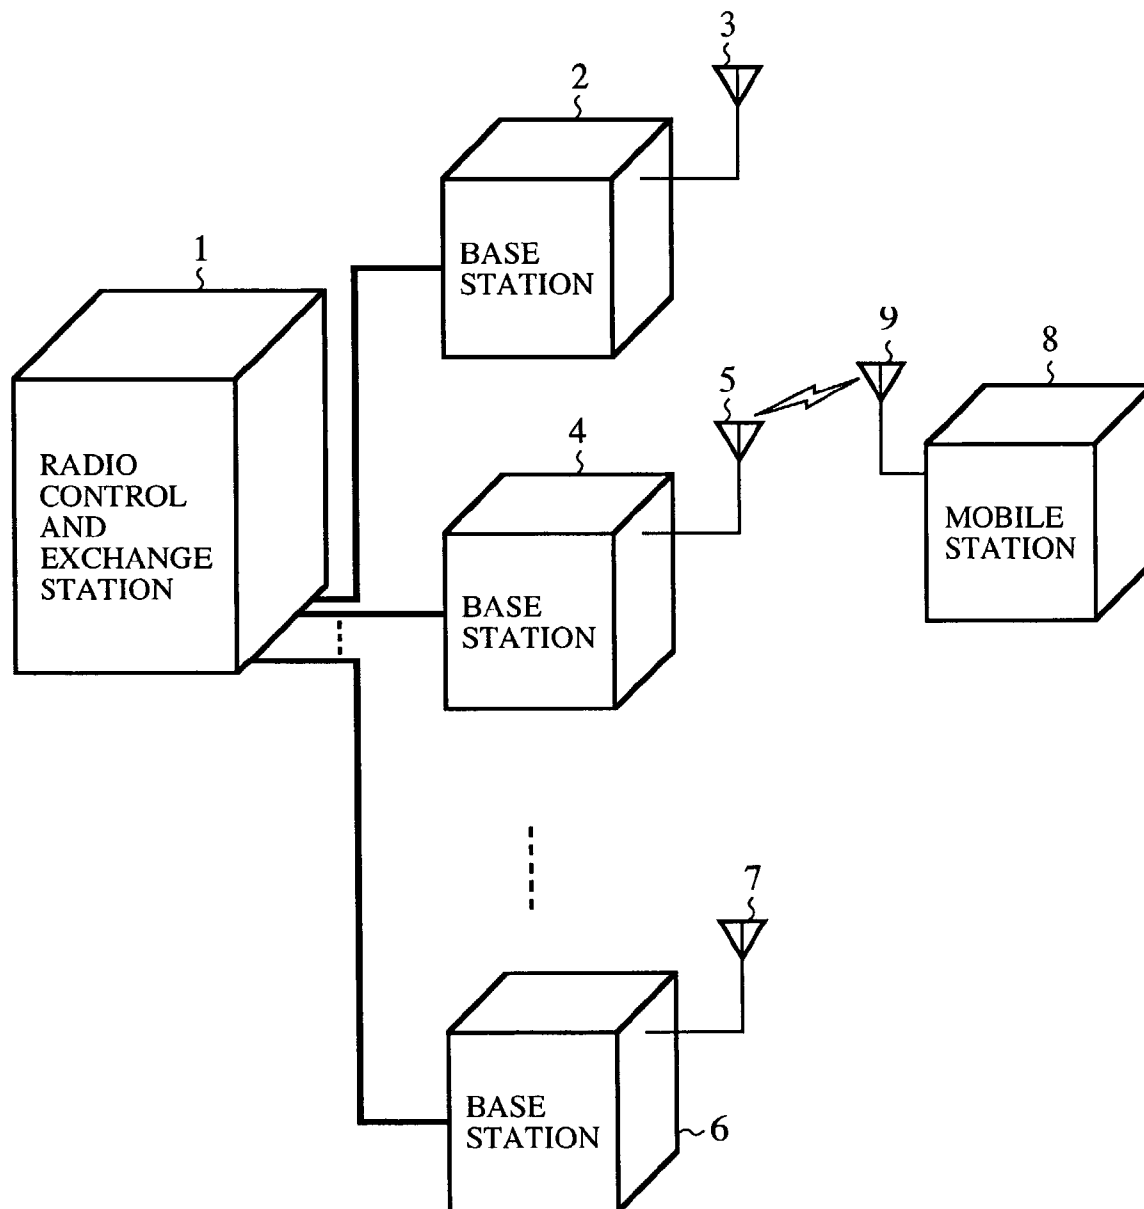 3
2
BASE
STATION
1
RADIO
CONTROL
AND
EXCHANGE
STATION
9
8
5
4
MOBILE
STATION
BASE
STATION
7
BASE
STATION
6